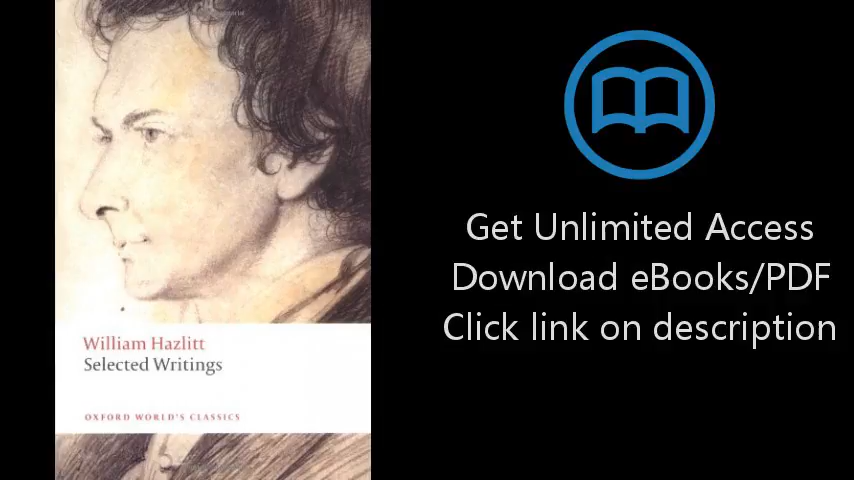 William Hazlitt
Selected Writings
OXFORD WORLD'S CLASSICS
Get Unlimited Access
Download eBooks/PDF
Click link on description